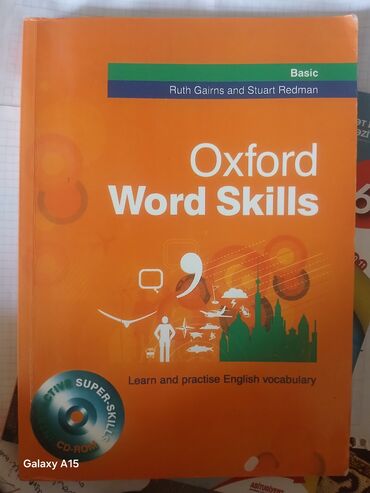 Basic
Ruth Gairns and Stuart Redman
Oxford
Word Skills
Learn and practise English vocabulary
SUPER-SKILLS
CD-ROM
Galaxy A15